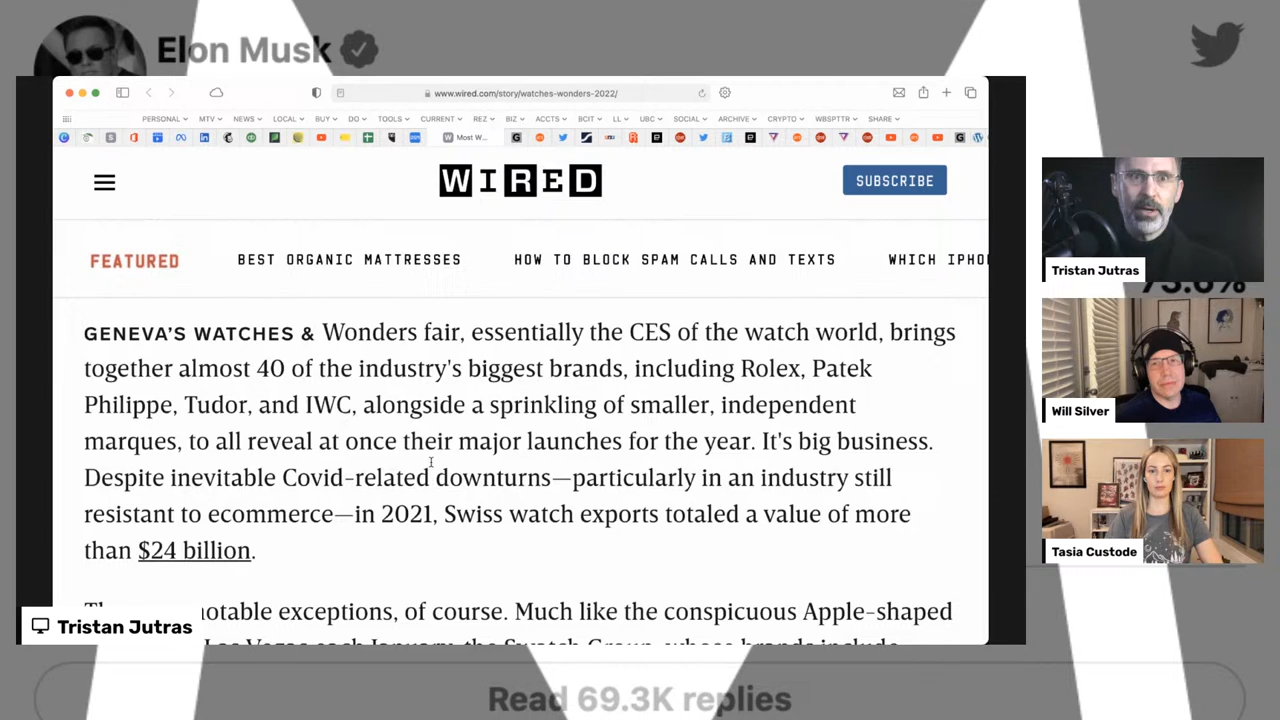 Elon Musk
www.wired.com/story/watches-wonders-2022/
PERSONAL MTV NEWS LOCAL BUY DO TOOLS CURRENT REZ BIZ ACCTS BCIT LL UBC SOCIAL ARCHIVE CRYPTO WBSPTTR SHARE
Most W...
WIRED
SUBSCRIBE
FEATURED BEST ORGANIC MATTRESSES HOW TO BLOCK SPAM CALLS AND TEXTS WHICH
GENEVA'S WATCHES & Wonders fair, essentially the CES of the watch world, brings
together almost 40 of the industry's biggest brands, including Rolex, Patek
Philippe, Tudor, and IWC, alongside a sprinkling of smaller, independent
marques, to all reveal at once their major launches for the year. It's big business.
Despite inevitable Covid-related downturns—particularly in an industry still
resistant to ecommerce—in 2021, Swiss watch exports totaled a value of more
than $24 billion.
notable exceptions, of course. Much like the conspicuous Apple-shaped
Tristan Jutras
Tristan Jutras
Will Silver
Tasia Custode
Read 69.3K replies